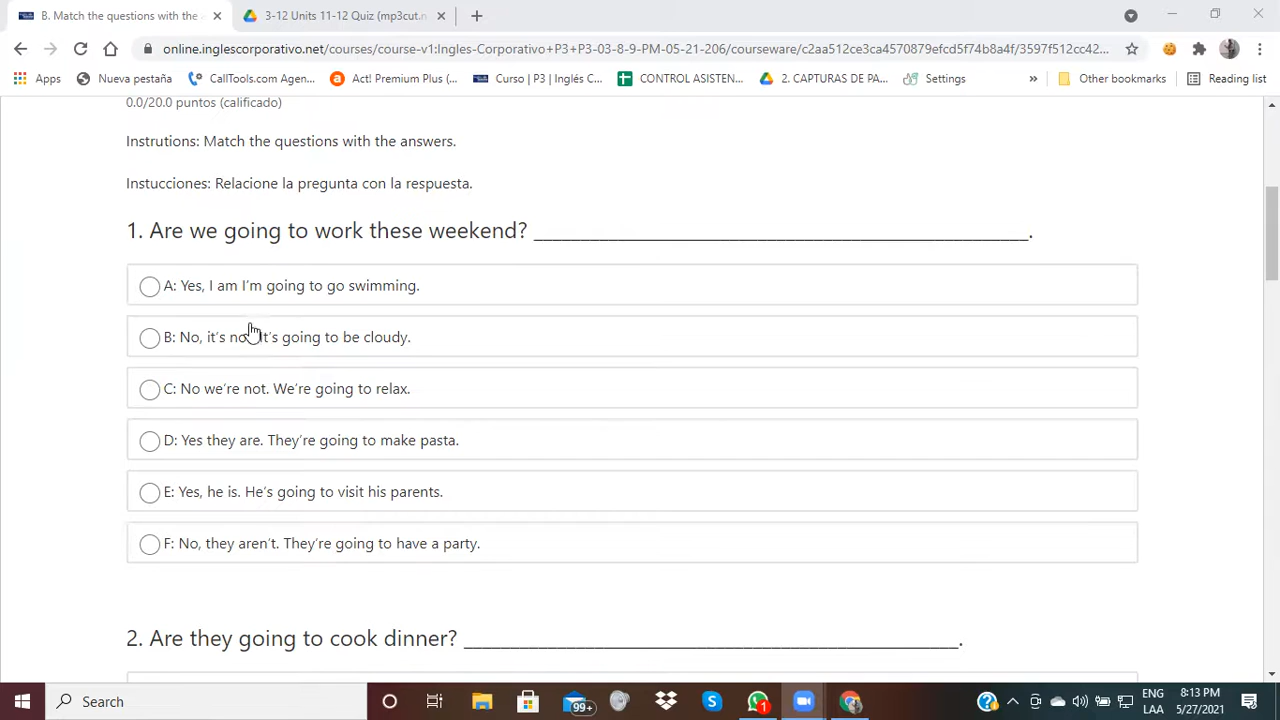 B. Match the questions with the
3-12 Units 11-12 Quiz (mp3cut.n
online.inglescorporativo.net/courses/course-v1:Ingles-Corporativo+P3+P3-03-8-9-PM-05-21-206/courseware/c2aa512ce3ca4570879efcd5f74b8a4f/3597f512cc42...
Apps Nueva pestaña CallTools.com Agen... Act! Premium Plus (... Curso | P3 | Inglés C... CONTROL ASISTEN... 2. CAPTURAS DE PA... Settings » Other bookmarks Reading list
0.0/20.0 puntos (calificado)
Instrutions: Match the questions with the answers.
Instucciones: Relacione la pregunta con la respuesta.
1. Are we going to work these weekend? ______________________________________________.
A: Yes, I am I'm going to go swimming.
B: No, it's no It's going to be cloudy.
C: No we're not. We're going to relax.
D: Yes they are. They're going to make pasta.
E: Yes, he is. He's going to visit his parents.
F: No, they aren't. They're going to have a party.
2. Are they going to cook dinner? ______________________________________________.
Search 99+ 1 ? ENG 8:13 PM
LAA 5/27/2021